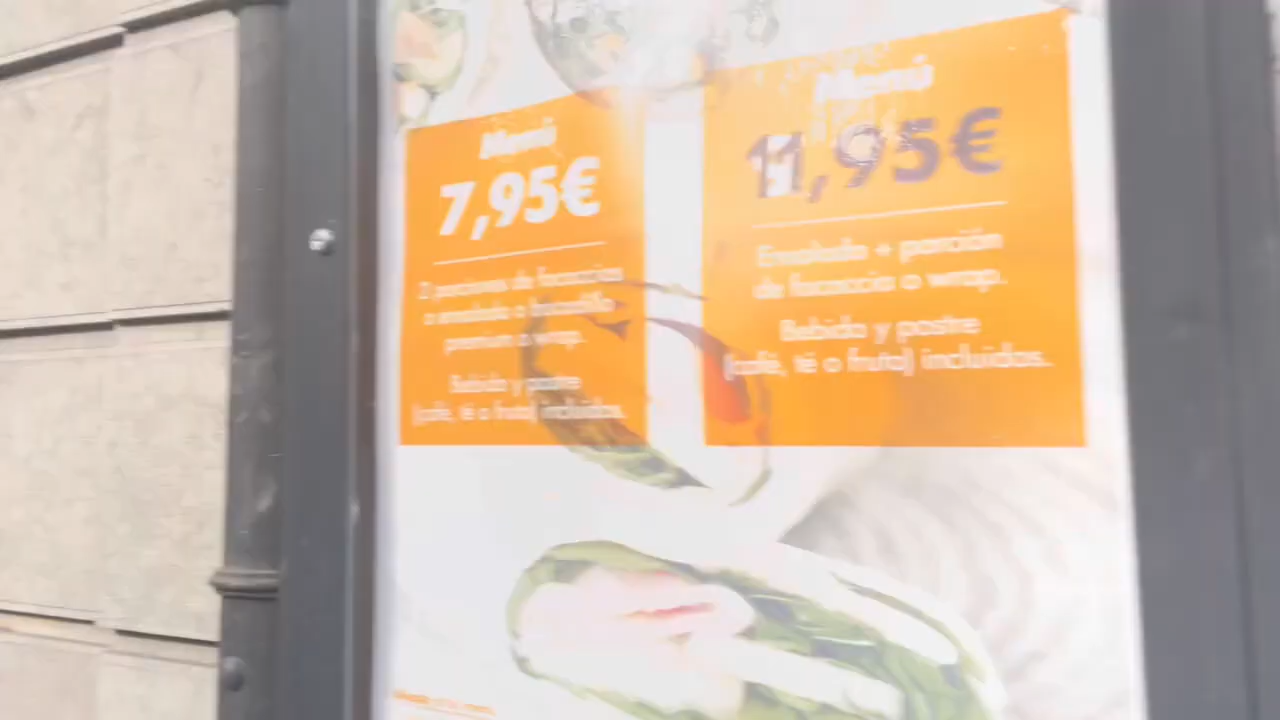 Menú
7,95€
2 porciones de focaccias
o ensalada o bocadillo
premium o wrap.
Bebida y postre
(café, té o fruta) incluidos.
Menú
11,95€
Ensalada + porción
de focaccia o wrap.
Bebida y postre
(café, té o fruta) incluidos.